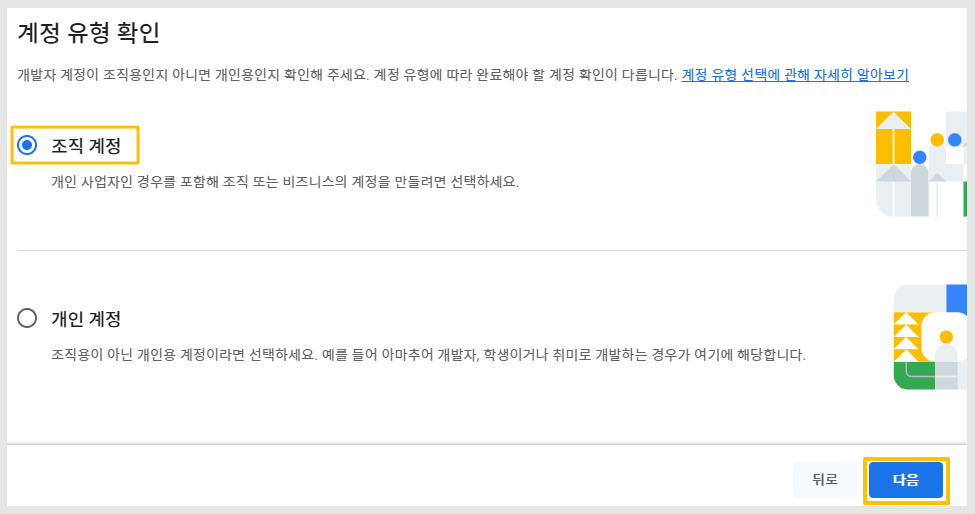 계정 유형 확인
개발자 계정이 조직용인지 아니면 개인용인지 확인해 주세요. 계정 유형에 따라 완료해야 할 계정 확인이 다릅니다. 계정 유형 선택에 관해 자세히 알아보기
조직 계정
개인 사업자인 경우를 포함해 조직 또는 비즈니스의 계정을 만들려면 선택하세요.
개인 계정
조직용이 아닌 개인용 계정이라면 선택하세요. 예를 들어 아마추어 개발자, 학생이거나 취미로 개발하는 경우가 여기에 해당합니다.
뒤로
다음